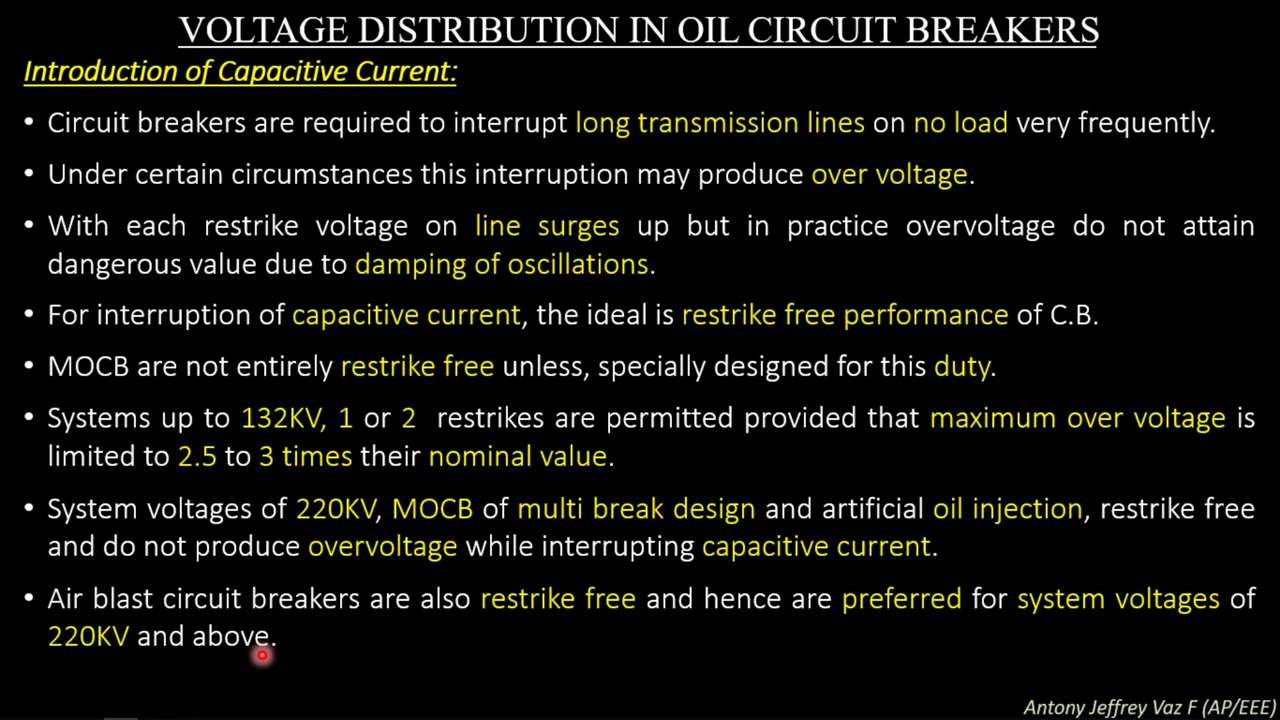 VOLTAGE DISTRIBUTION IN OIL CIRCUIT BREAKERS
Introduction of Capacitive Current:
• Circuit breakers are required to interrupt long transmission lines on no load very frequently.
• Under certain circumstances this interruption may produce over voltage.
• With each restrike voltage on line surges up but in practice overvoltage do not attain
dangerous value due to damping of oscillations.
• For interruption of capacitive current, the ideal is restrike free performance of C.B.
• MOCB are not entirely restrike free unless, specially designed for this duty.
• Systems up to 132KV, 1 or 2 restrikes are permitted provided that maximum over voltage is
limited to 2.5 to 3 times their nominal value.
• System voltages of 220KV, MOCB of multi break design and artificial oil injection, restrike free
and do not produce overvoltage while interrupting capacitive current.
• Air blast circuit breakers are also restrike free and hence are preferred for system voltages of
220KV and above.
Antony Jeffrey Vaz F (AP/EEE)